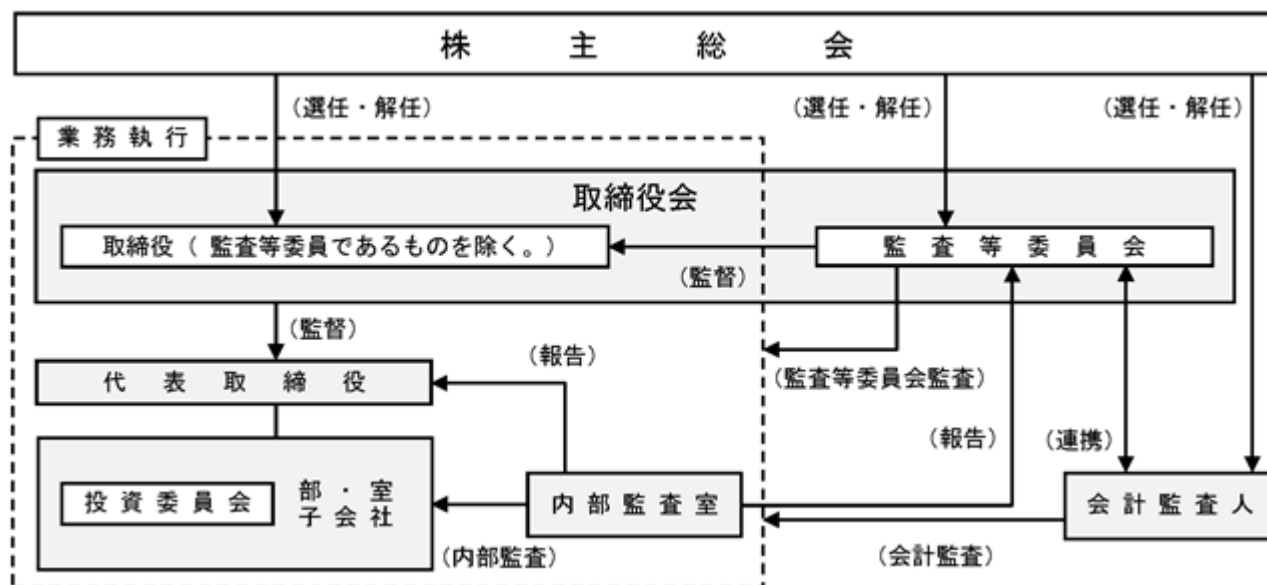 株主総会
（選任・解任）
（選任・解任）
（選任・解任）
業務執行
取締役会
取締役（ 監査等委員であるものを除く。）
監査等委員会
（監督）
（監督）
（報告）
代表取締役
（監査等委員会監査）
（報告）
（連携）
投資委員会
部・室
子会社
内部監査室
会計監査人
（内部監査）
（会計監査）